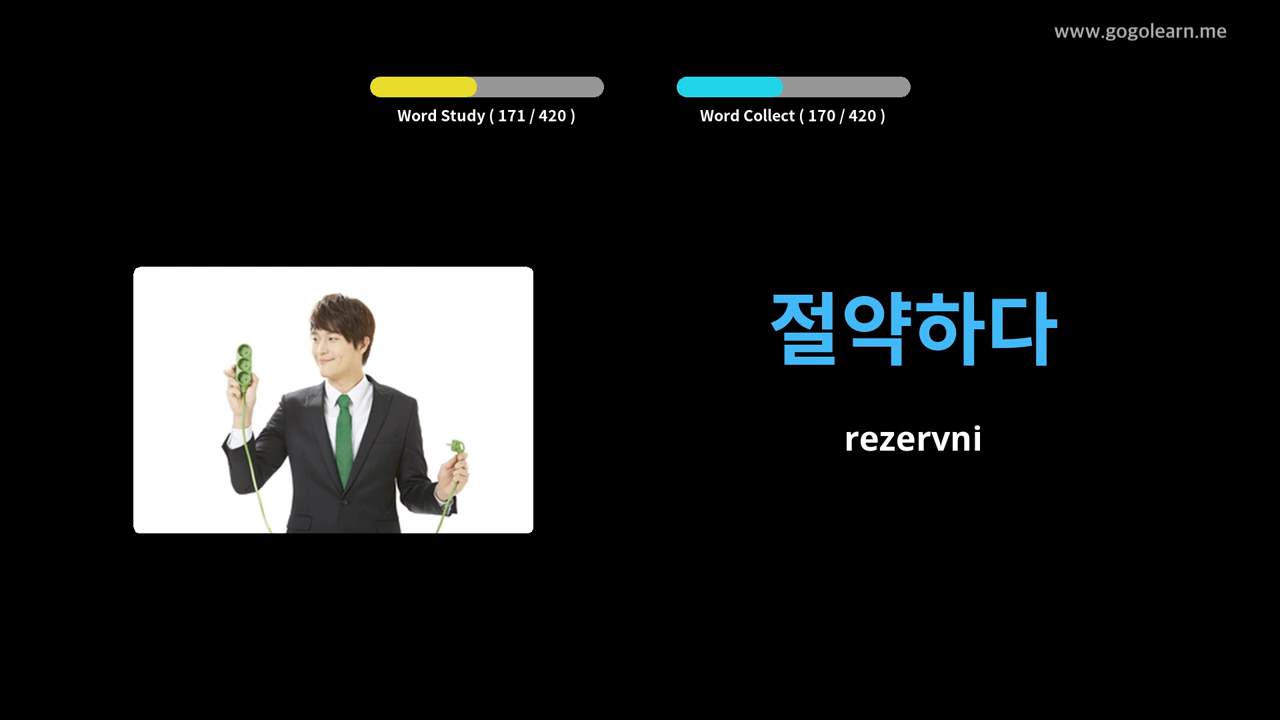 www.gogolearn.me
Word Study ( 171 / 420 )
Word Collect ( 170 / 420 )
절약하다
rezervni